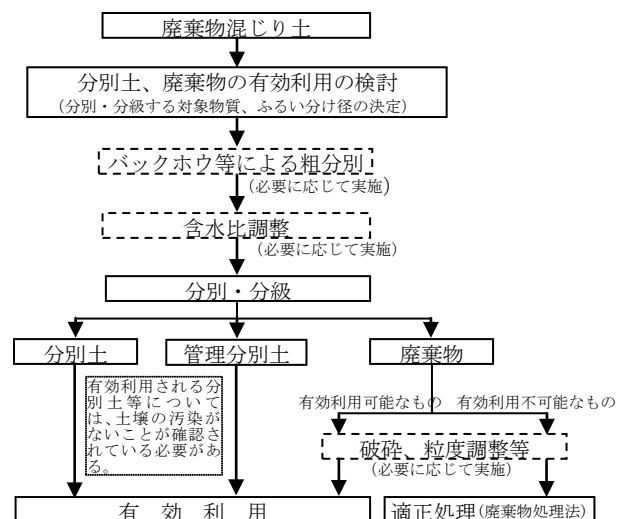 廃棄物混じり土
分別土、廃棄物の有効利用の検討
(分別・分級する対象物質、ふるい分け径の決定)
バックホウ等による粗分別
(必要に応じて実施)
含水比調整
(必要に応じて実施)
分別・分級
分別土 管理分別土 廃棄物
有効利用される分
別土等について
は、土壌の汚染が
ないことが確認さ
れている必要があ
る。
有効利用可能なもの 有効利用不可能なもの
破砕、粒度調整等
(必要に応じて実施)
有 効 利 用 適正処理(廃棄物処理法)